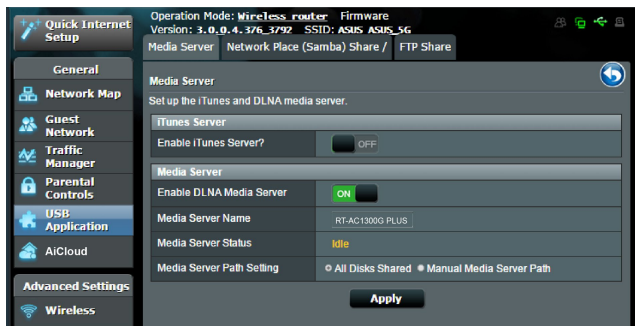 Quick Internet
Setup
General
Network Map
Guest
Network
Traffic
Manager
Parental
Controls
USB
Application
AiCloud
Advanced Settings
Wireless
Operation Mode: Wireless router Firmware
Version: 3.0.0.4.376_3792 SSID: ASUS ASUS_5G
Media Server Network Place (Samba) Share / FTP Share
Media Server
Set up the iTunes and DLNA media server.
iTunes Server
Enable iTunes Server? OFF
Media Server
Enable DLNA Media Server ON
Media Server Name RT-AC1300G PLUS
Media Server Status Idle
Media Server Path Setting All Disks Shared Manual Media Server Path
Apply